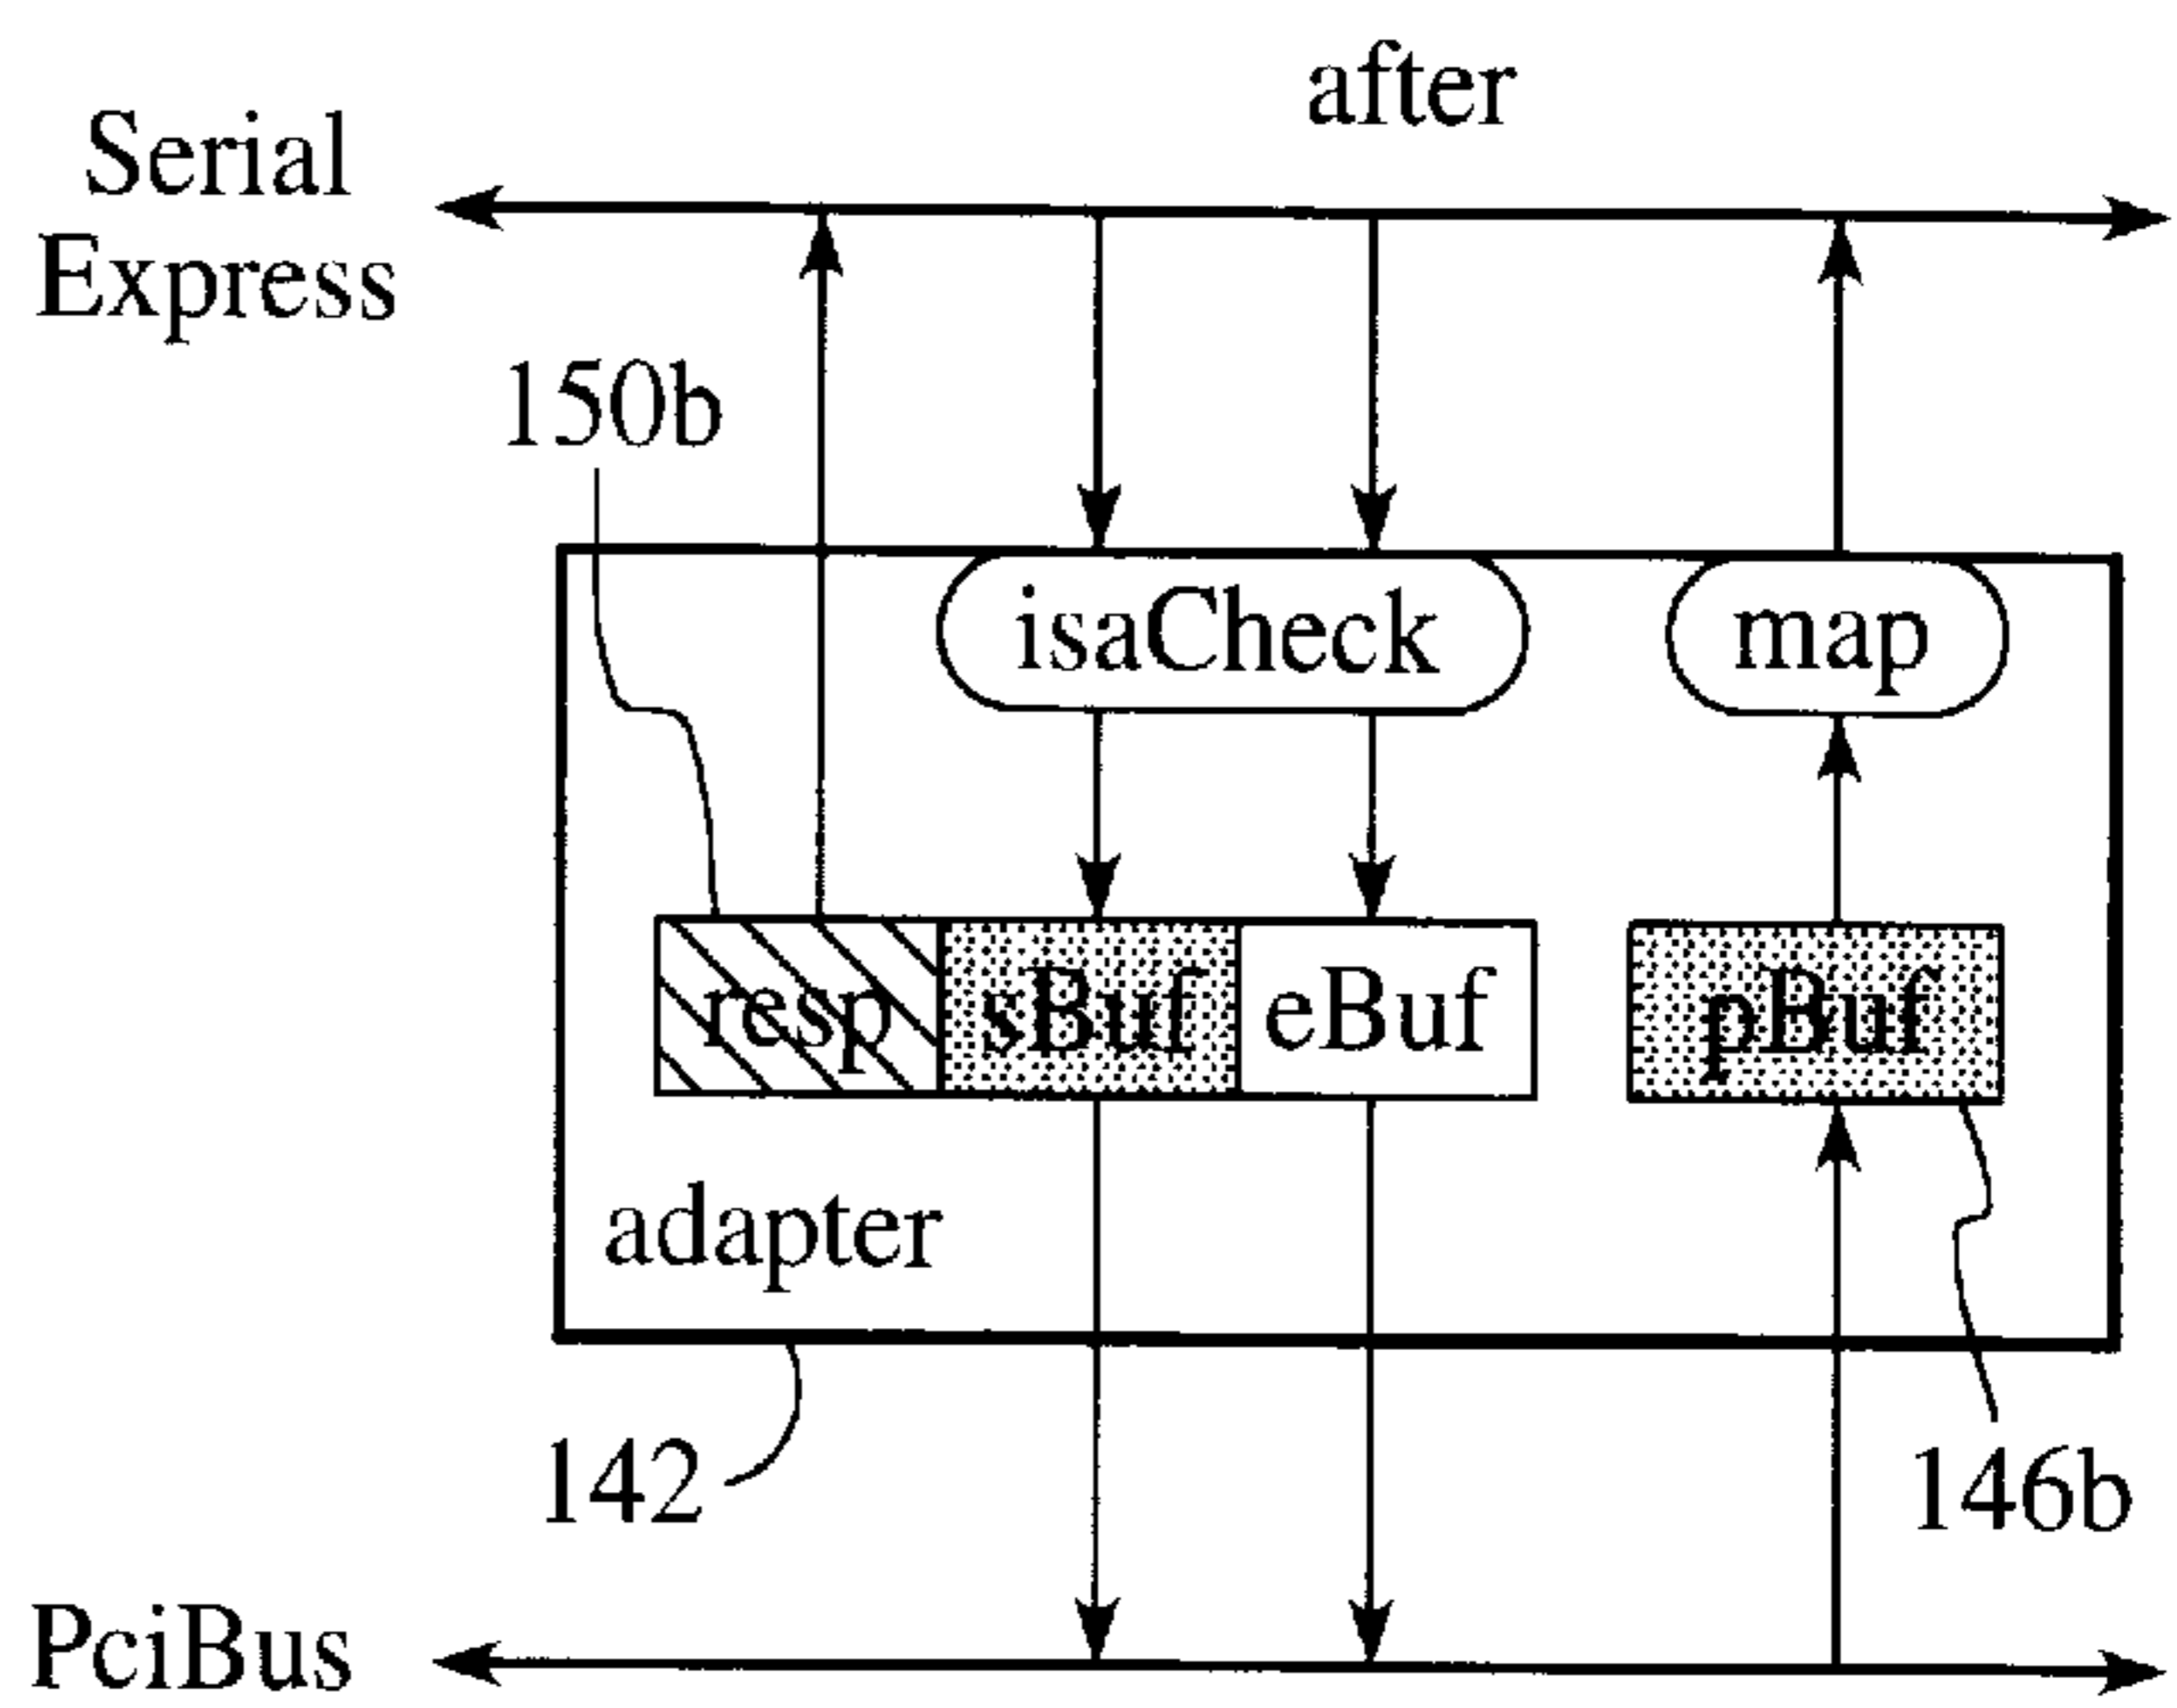 after
Serial
Express
150b
isaCheck
map
resp
sBuf
eBuf
pBuf
adapter
142
146b
PciBus